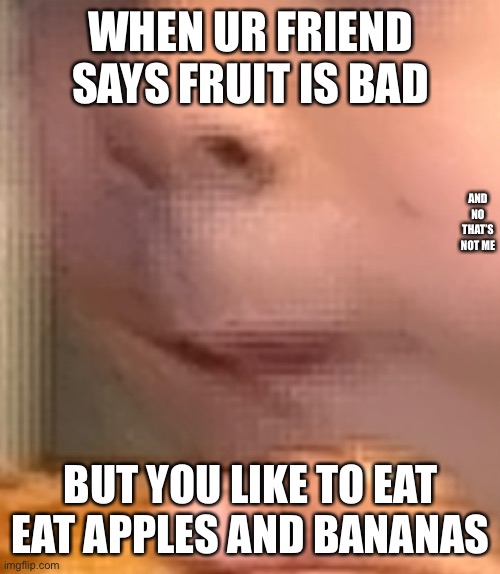 WHEN UR FRIEND
SAYS FRUIT IS BAD
AND
NO
THAT'S
NOT ME
BUT YOU LIKE TO EAT
EAT APPLES AND BANANAS
imgflip.com